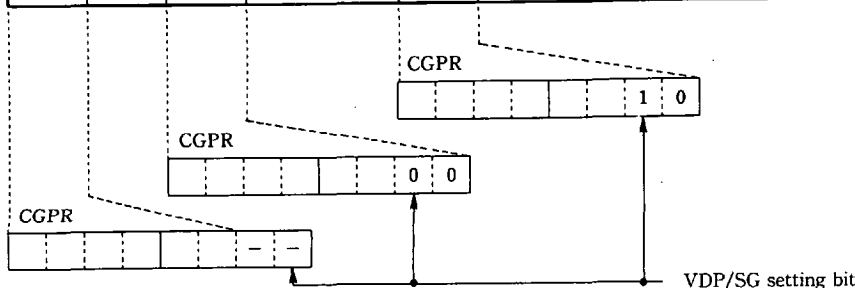 CGPR
1 0
CGPR
0 0
CGPR
– –
VDP/SG setting bit